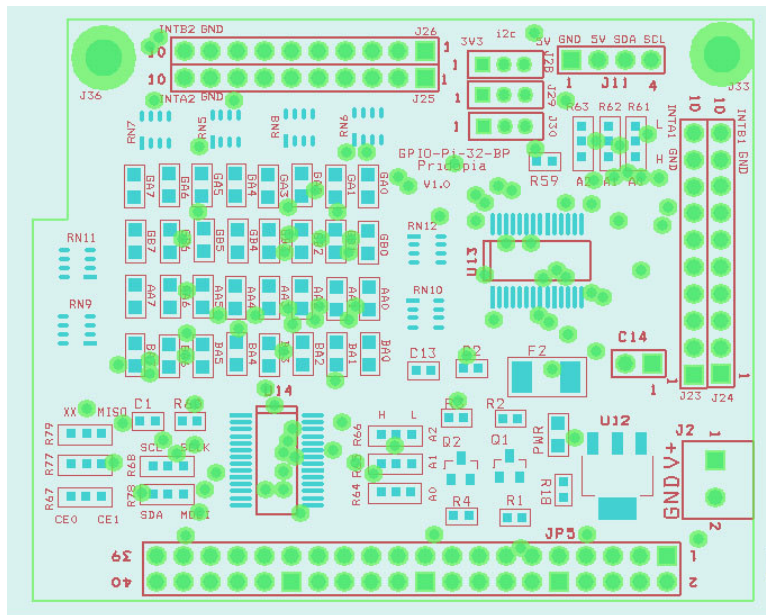 INTB2 GND
J26
10
1
10
1
INTA2 GND
J25
J36
i2c
3V3
5V
1
J28
1
J29
1
J30
GND 5V SDA SCL
1
J11
4
J33
RN7
RN5
RN8
RN6
GPIO-Pi-32-BP
Pridopia
V1.0
R59
R63 R62 R61
L
H
A2 A1 A0
INTA1
GND
10
10
INTB1
GND
GA7
GA6
GA5
GA4
GA3
GA1
GA0
RN11
GB7
GB5
GB4
GB0
RN12
U13
RN9
AA7
AA4
AA0
RN10
BA5
BA4
BA2
BA1
BA0
C13
F2
C14
1
1
J23
1
J24
U14
XX MISO
C1
R79
R77
R67
CE0
CE1
SCL
R68
R78
SDA
H
L
R66
A2
A1
R64
A0
R2
Q2
Q1
R4
R1
PWR
R18
U12
J2
1
V+
GND
2
JP5
39
1
40
2